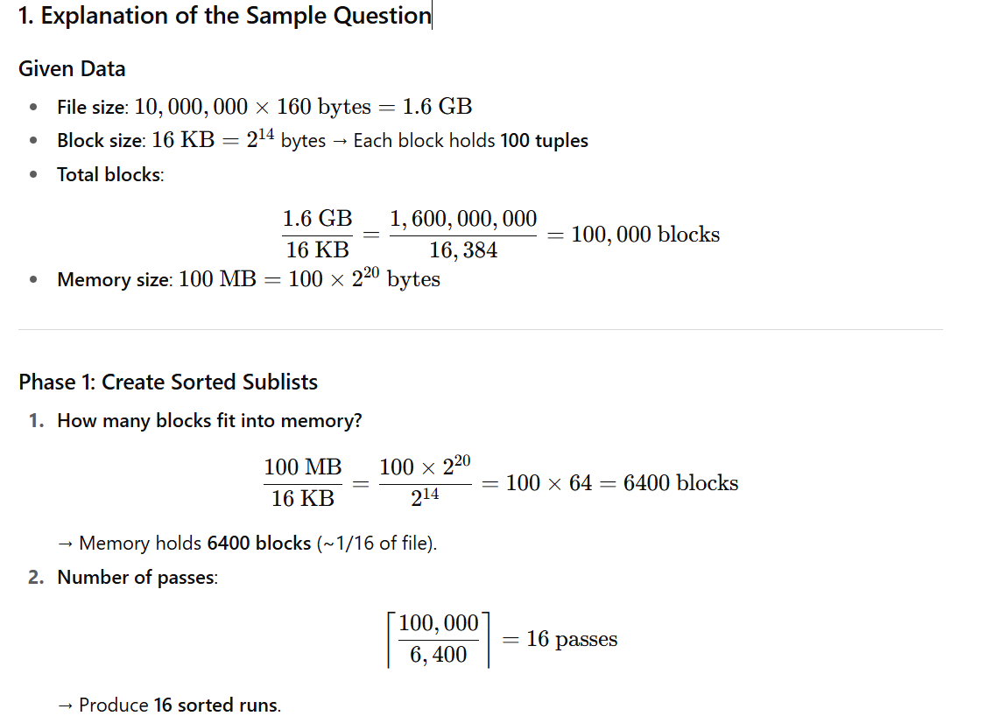 1. Explanation of the Sample Question
Given Data
• File size: 10,000,000 × 160 bytes = 1.6 GB
• Block size: 16 KB = 2^14 bytes → Each block holds 100 tuples
• Total blocks:
1.6 GB / 16 KB = 1,600,000,000 / 16,384 = 100,000 blocks
• Memory size: 100 MB = 100 × 2^20 bytes
Phase 1: Create Sorted Sublists
1. How many blocks fit into memory?
100 MB / 16 KB = 100 × 2^20 / 2^14 = 100 × 64 = 6400 blocks
→ Memory holds 6400 blocks (~1/16 of file).
2. Number of passes:
⌈100,000 / 6,400⌉ = 16 passes
→ Produce 16 sorted runs.